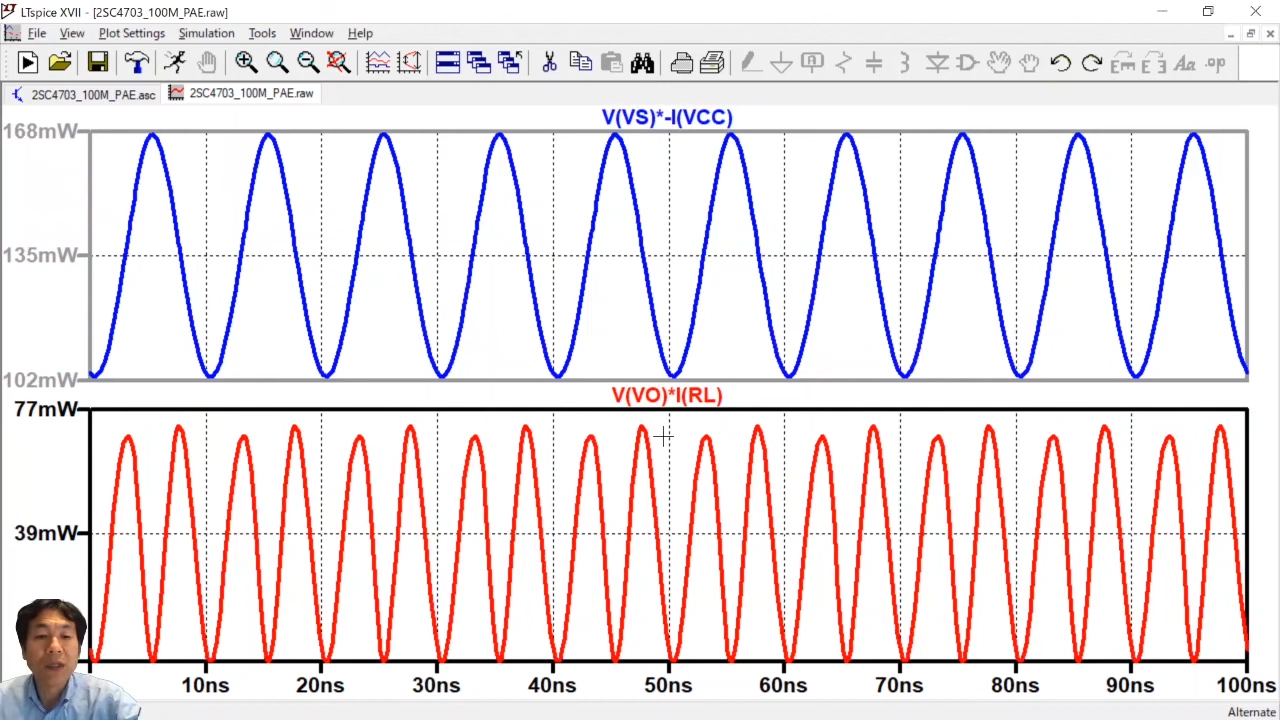 LTspice XVII - [2SC4703_100M_PAE.raw]
File View Plot Settings Simulation Tools Window Help
2SC4703_100M_PAE.asc 2SC4703_100M_PAE.raw
V(VS)*-I(VCC)
168mW
135mW
102mW
V(VO)*I(RL)
77mW
39mW
10ns 20ns 30ns 40ns 50ns 60ns 70ns 80ns 90ns 100ns
Alternate